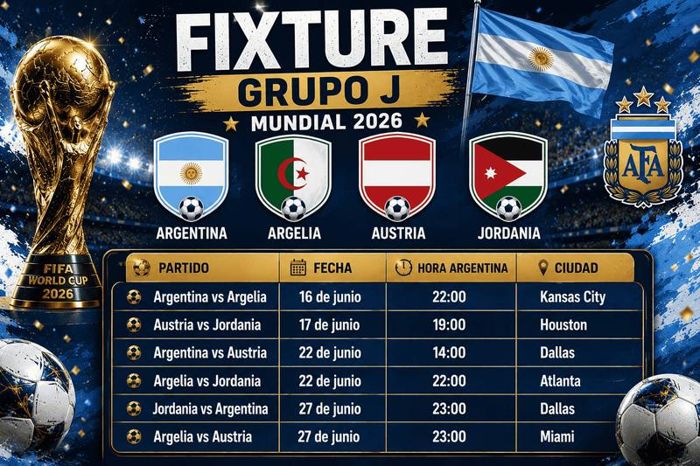 FIXTURE
GRUPO J
MUNDIAL 2026
ARGENTINA ARGELIA AUSTRIA JORDANIA
AFA
FIFA
WORLD CUP
2026
PARTIDO FECHA HORA ARGENTINA CIUDAD
Argentina vs Argelia 16 de junio 22:00 Kansas City
Austria vs Jordania 17 de junio 19:00 Houston
Argentina vs Austria 22 de junio 14:00 Dallas
Argelia vs Jordania 22 de junio 22:00 Atlanta
Jordania vs Argentina 27 de junio 23:00 Dallas
Argelia vs Austria 27 de junio 23:00 Miami